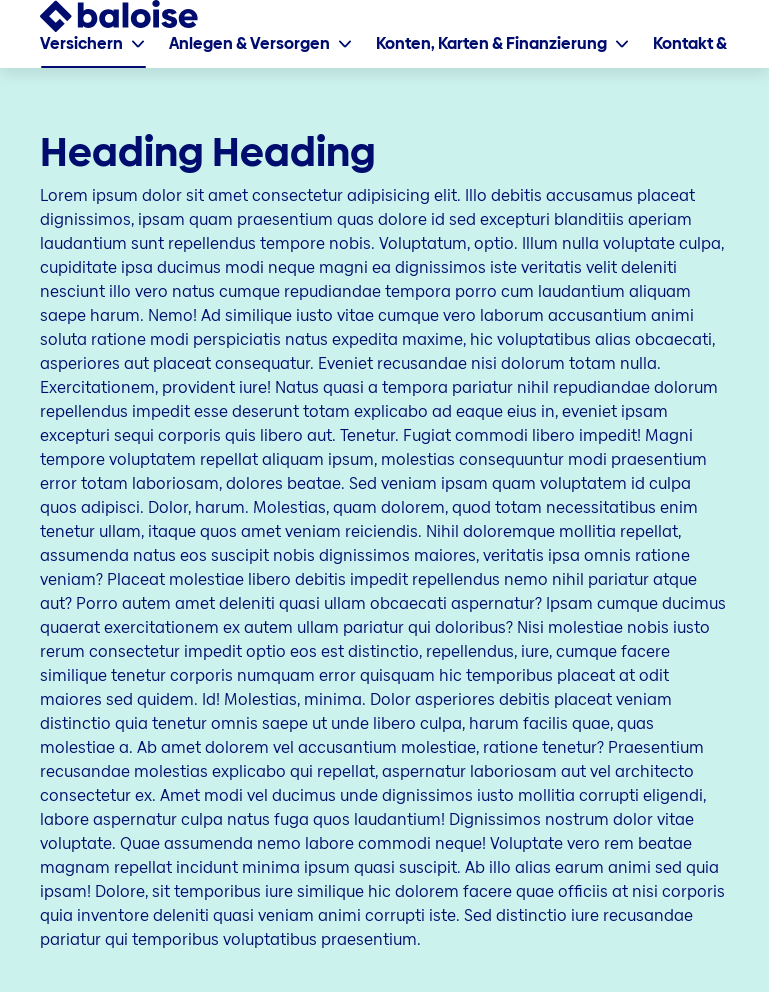 baloise
Versichern Anlegen & Versorgen Konten, Karten & Finanzierung Kontakt &
Heading Heading
Lorem ipsum dolor sit amet consectetur adipisicing elit. Illo debitis accusamus placeat
dignissimos, ipsam quam praesentium quas dolore id sed excepturi blanditiis aperiam
laudantium sunt repellendus tempore nobis. Voluptatum, optio. Illum nulla voluptate culpa,
cupiditate ipsa ducimus modi neque magni ea dignissimos iste veritatis velit deleniti
nesciunt illo vero natus cumque repudiandae tempora porro cum laudantium aliquam
saepe harum. Nemo! Ad similique iusto vitae cumque vero laborum accusantium animi
soluta ratione modi perspiciatis natus expedita maxime, hic voluptatibus alias obcaecati,
asperiores aut placeat consequatur. Eveniet recusandae nisi dolorum totam nulla.
Exercitationem, provident iure! Natus quasi a tempora pariatur nihil repudiandae dolorum
repellendus impedit esse deserunt totam explicabo ad eaque eius in, eveniet ipsam
excepturi sequi corporis quis libero aut. Tenetur. Fugiat commodi libero impedit! Magni
tempore voluptatem repellat aliquam ipsum, molestias consequuntur modi praesentium
error totam laboriosam, dolores beatae. Sed veniam ipsam quam voluptatem id culpa
quos adipisci. Dolor, harum. Molestias, quam dolorem, quod totam necessitatibus enim
tenetur ullam, itaque quos amet veniam reiciendis. Nihil doloremque mollitia repellat,
assumenda natus eos suscipit nobis dignissimos maiores, veritatis ipsa omnis ratione
veniam? Placeat molestiae libero debitis impedit repellendus nemo nihil pariatur atque
aut? Porro autem amet deleniti quasi ullam obcaecati aspernatur? Ipsam cumque ducimus
quaerat exercitationem ex autem ullam pariatur qui doloribus? Nisi molestiae nobis iusto
rerum consectetur impedit optio eos est distinctio, repellendus, iure, cumque facere
similique tenetur corporis numquam error quisquam hic temporibus placeat at odit
maiores sed quidem. Id! Molestias, minima. Dolor asperiores debitis placeat veniam
distinctio quia tenetur omnis saepe ut unde libero culpa, harum facilis quae, quas
molestiae a. Ab amet dolorem vel accusantium molestiae, ratione tenetur? Praesentium
recusandae molestias explicabo qui repellat, aspernatur laboriosam aut vel architecto
consectetur ex. Amet modi vel ducimus unde dignissimos iusto mollitia corrupti eligendi,
labore aspernatur culpa natus fuga quos laudantium! Dignissimos nostrum dolor vitae
voluptate. Quae assumenda nemo labore commodi neque! Voluptate vero rem beatae
magnam repellat incidunt minima ipsum quasi suscipit. Ab illo alias earum animi sed quia
ipsam! Dolore, sit temporibus iure similique hic dolorem facere quae officiis at nisi corporis
quia inventore deleniti quasi veniam animi corrupti iste. Sed distinctio iure recusandae
pariatur qui temporibus voluptatibus praesentium.